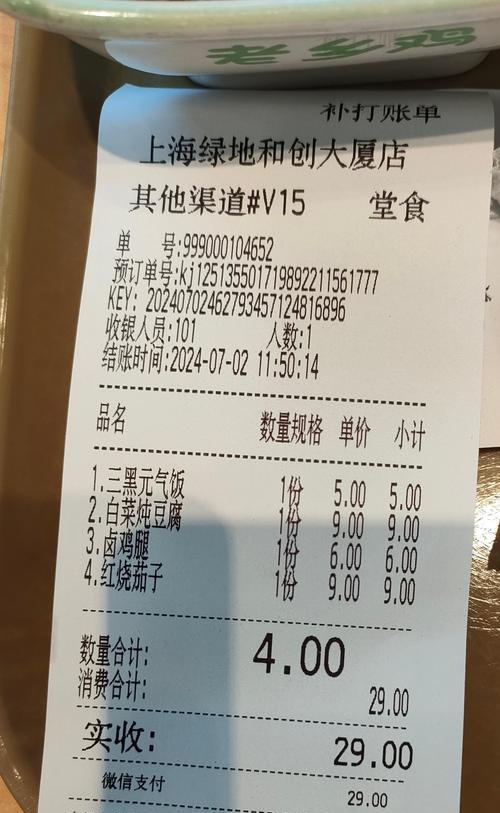 老乡鸡
补打账单
上海绿地和创大厦店
其他渠道#V15 堂食
单 号:999000104652
预订单号:kj1251355017198922115617​77
KEY: 20240702462793457124816896
收银人员:101 人数:1
结账时间:2024-07-02 11:50:14
品名 数量规格 单价 小计
1.三黑元气饭 1份 5.00 5.00
2.白菜炖豆腐 1份 9.00 9.00
3.卤鸡腿 1份 6.00 6.00
4.红烧茄子 1份 9.00 9.00
数量合计: 4.00
消费合计: 29.00
实收: 29.00
微信支付 29.00